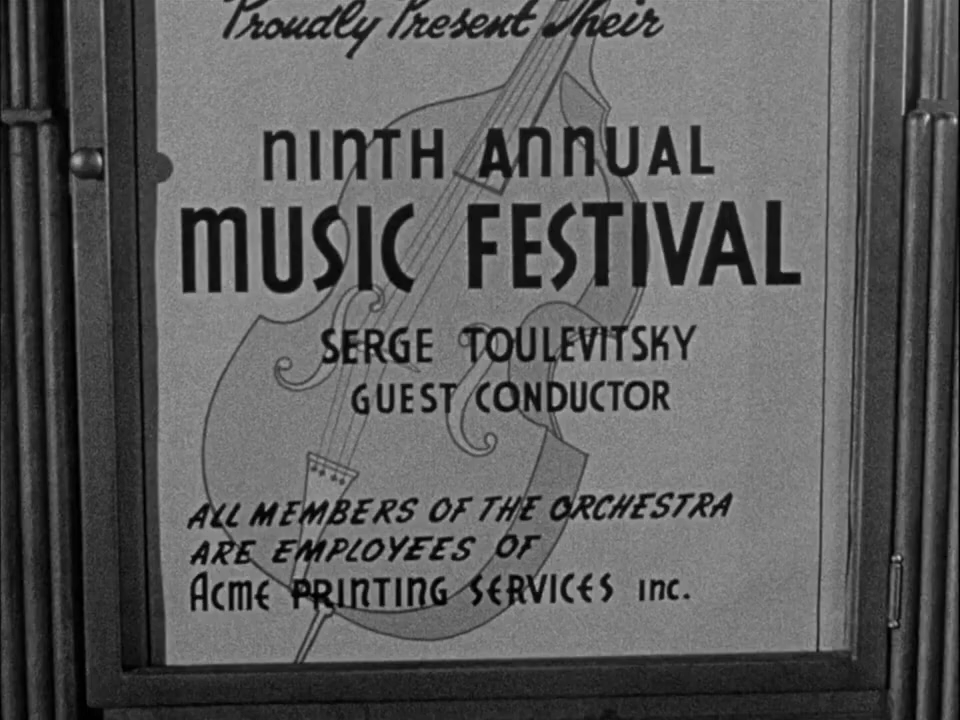 Proudly Present Their
NINTH ANNUAL
MUSIC FESTIVAL
SERGE TOULEVITSKY
GUEST CONDUCTOR
ALL MEMBERS OF THE ORCHESTRA
ARE EMPLOYEES OF
ACME PRINTING SERVICES INC.